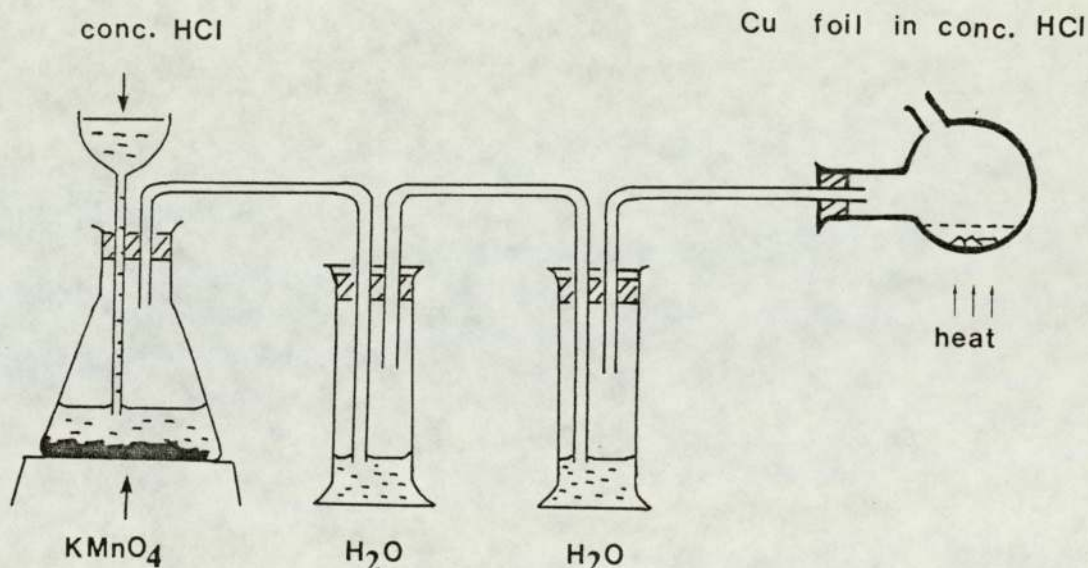 conc. HCl
Cu foil in conc. HCl
heat
KMnO4
H2O
H2O